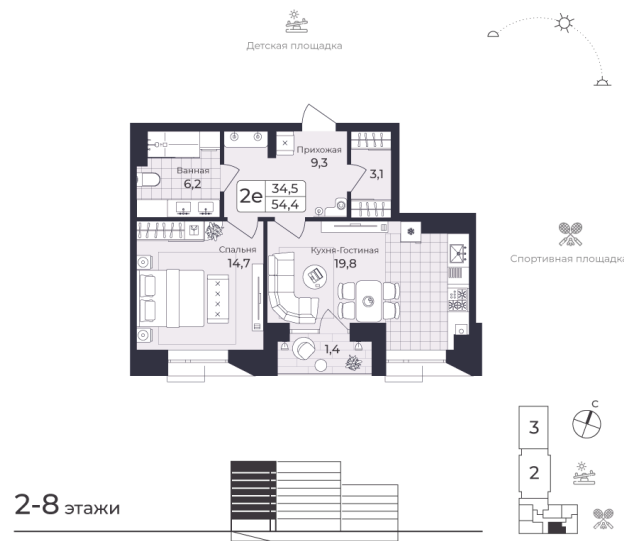 Детская площадка
Прихожая
9,3
Ванная
6,2
3,1
2е
34,5
54,4
Спальня
14,7
Кухня-Гостиная
19,8
Спортивная площадка
1,4
С
3
2
2-8 этажи